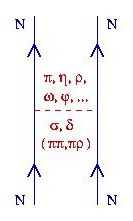 N N
π, η, ρ,
ω, φ, ...
σ, δ
(ππ,πρ)
N N